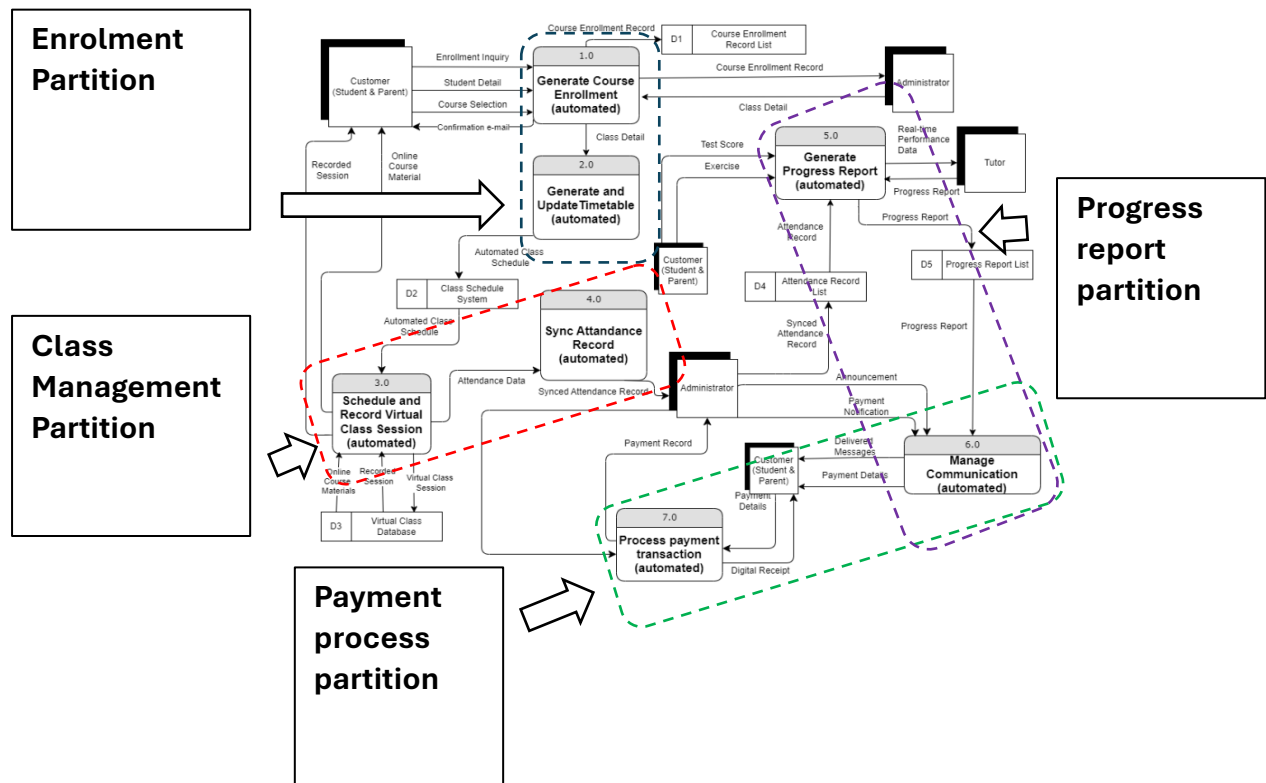 Enrolment
Partition
Class
Management
Partition
Payment
process
partition
Progress
report
partition
Course Enrollment Record
D1
Course Enrollment
Record List
Customer
(Student & Parent)
Enrollment Inquiry
Student Detail
Course Selection
Confirmation e-mail
1.0
Generate Course
Enrollment
(automated)
Course Enrollment Record
Class Detail
Administrator
Class Detail
2.0
Generate and
UpdateTimetable
(automated)
Recorded
Session
Online
Course
Material
Test Score
Exercise
5.0
Generate
Progress Report
(automated)
Real-time
Performance
Data
Tutor
Progress Report
Progress Report
Automated Class
Schedule
Customer
(Student &
Parent)
Attendance
Record
D5
Progress Report List
D2
Class Schedule
System
D4
Attendance Record
List
Automated Class
Schedule
4.0
Sync Attandance
Record
(automated)
Synced
Attendance
Record
Progress Report
3.0
Schedule and
Record Virtual
Class Session
(automated)
Attendance Data
Synced Attendance Record
Administrator
Announcement
Payment
Notification
Payment Record
6.0
Manage
Communication
(automated)
Delivered
Messages
Payment Details
Customer
(Student &
Parent)
Payment
Details
Online
Course
Materials
Recorded
Session
Virtual Class
Session
D3
Virtual Class
Database
7.0
Process payment
transaction
(automated)
Digital Receipt